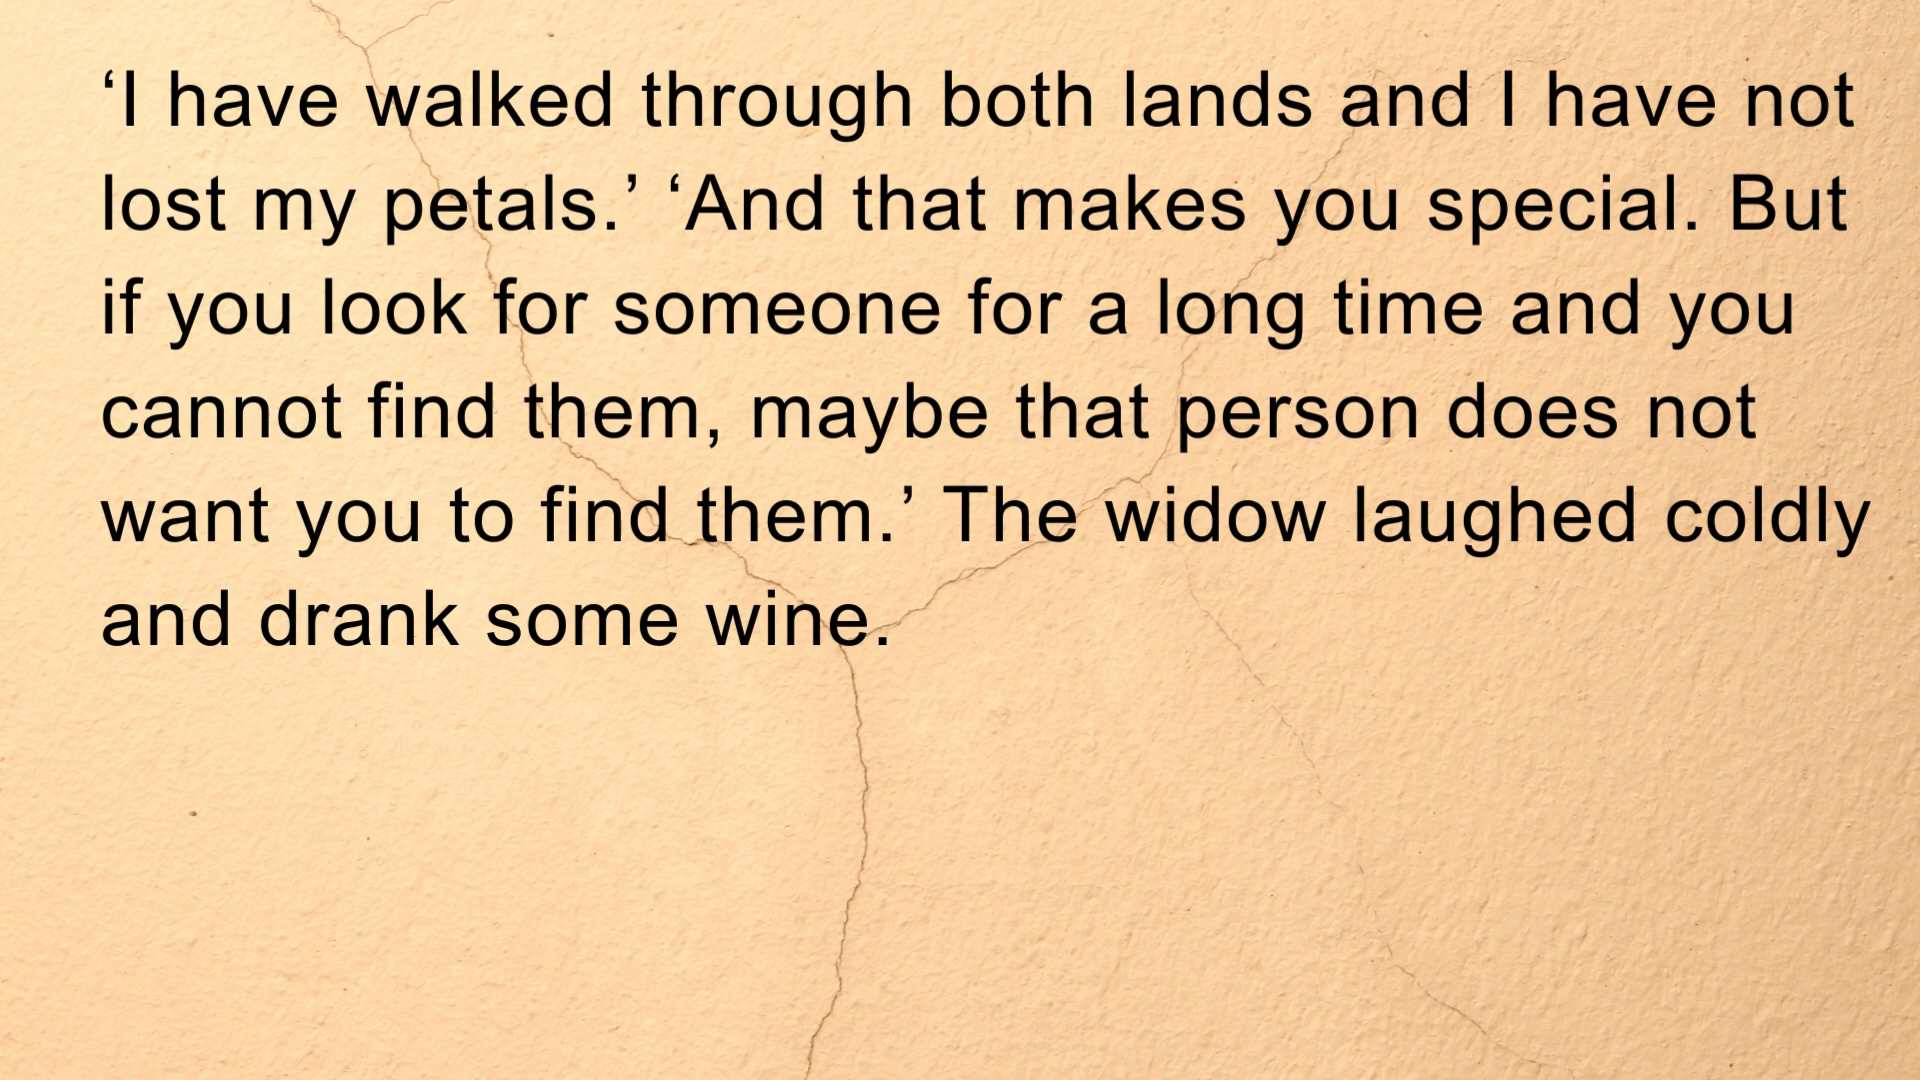 ‘I have walked through both lands and I have not
lost my petals.’ ‘And that makes you special. But
if you look for someone for a long time and you
cannot find them, maybe that person does not
want you to find them.’ The widow laughed coldly
and drank some wine.